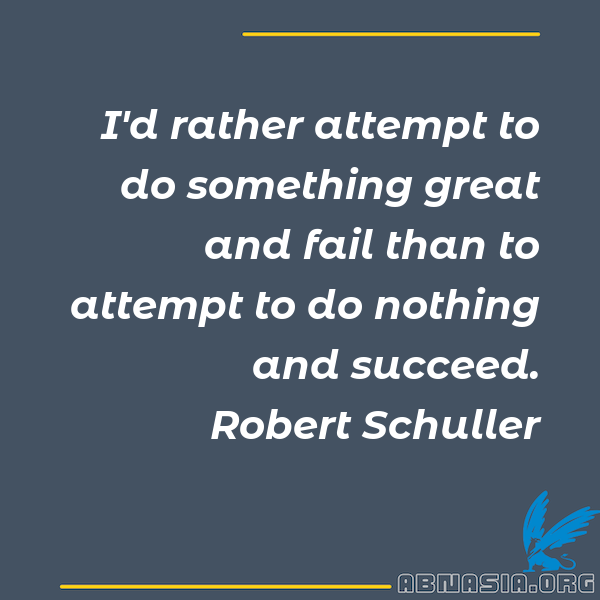 I'd rather attempt to
do something great
and fail than to
attempt to do nothing
and succeed.
Robert Schuller
ABNASIA.ORG